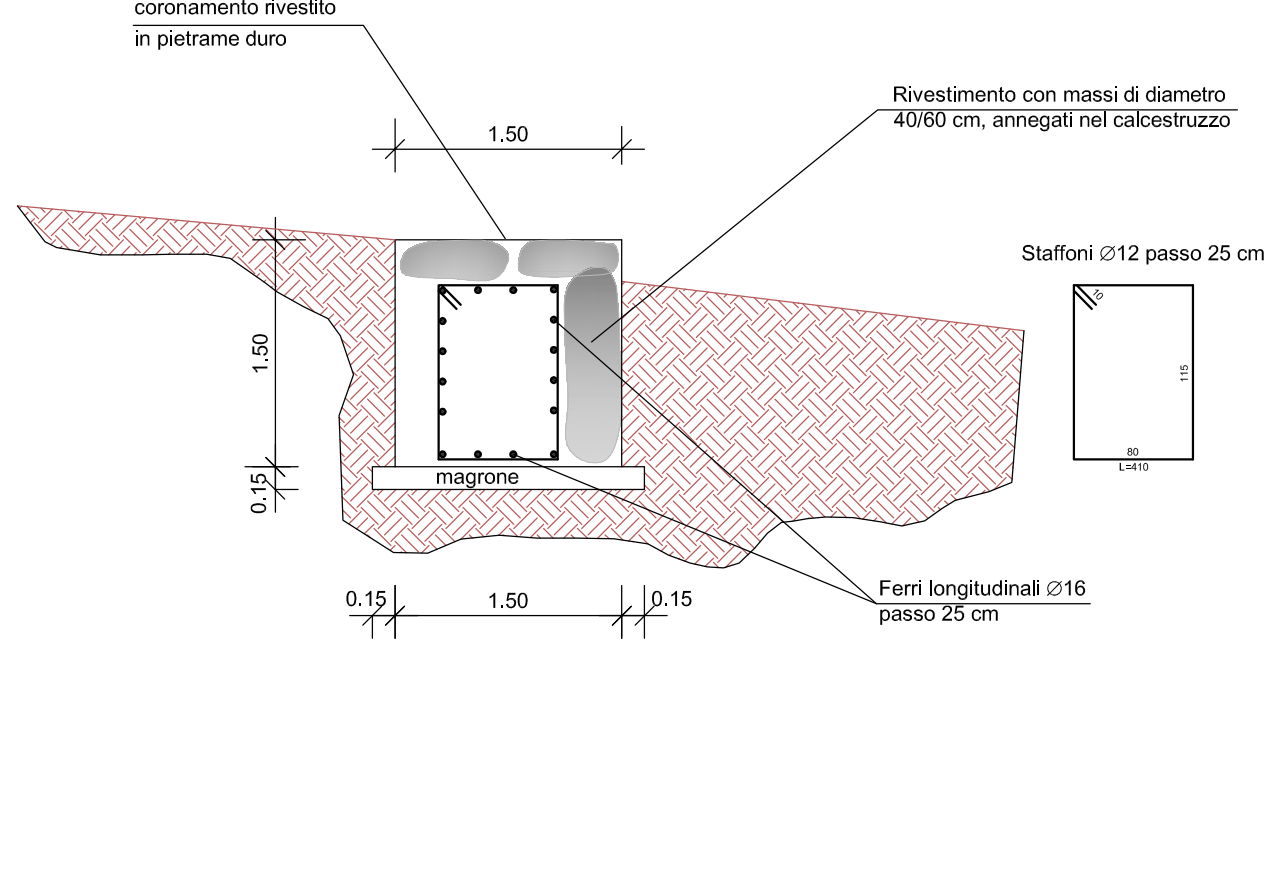 coronamento rivestito
in pietrame duro
Rivestimento con massi di diametro
40/60 cm, annegati nel calcestruzzo
1.50
Staffoni ∅12 passo 25 cm
10
115
80
L=410
1.50
0.15
magrone
0.15
1.50
0.15
Ferri longitudinali ∅16
passo 25 cm